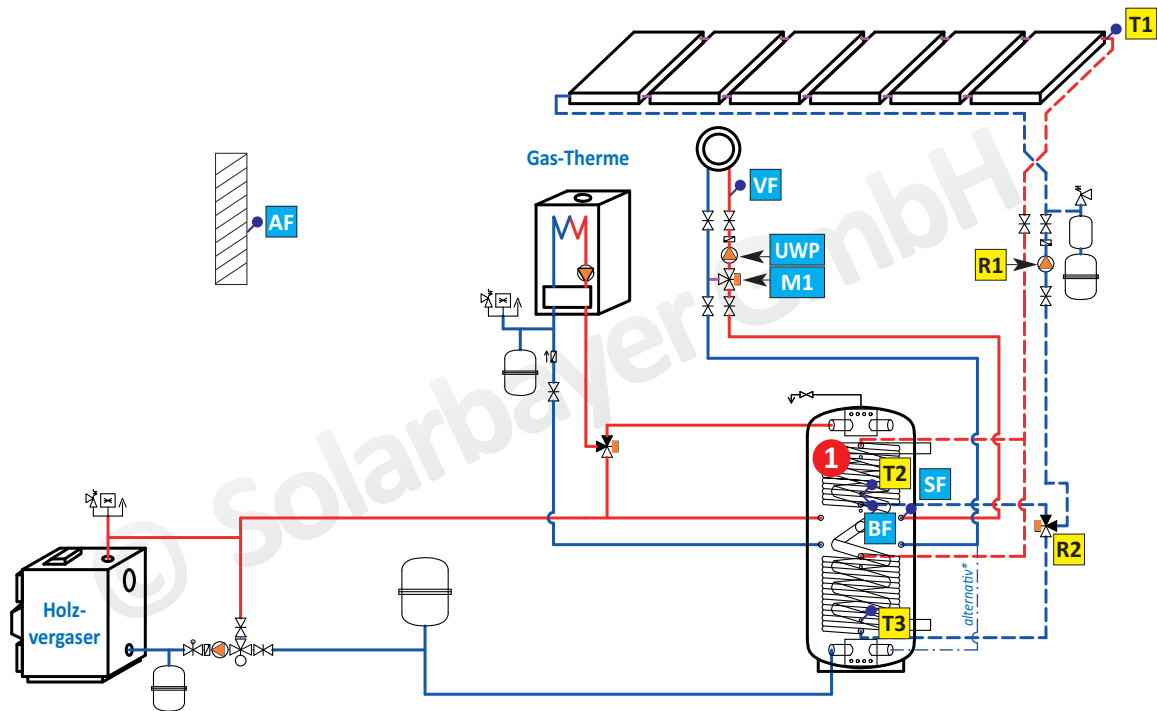 T1
Gas-Therme
VF
AF
UWP
M1
R1
1
T2
SF
BF
R2
T3
alternativ*
Holz-
vergaser
© Solarbayer GmbH